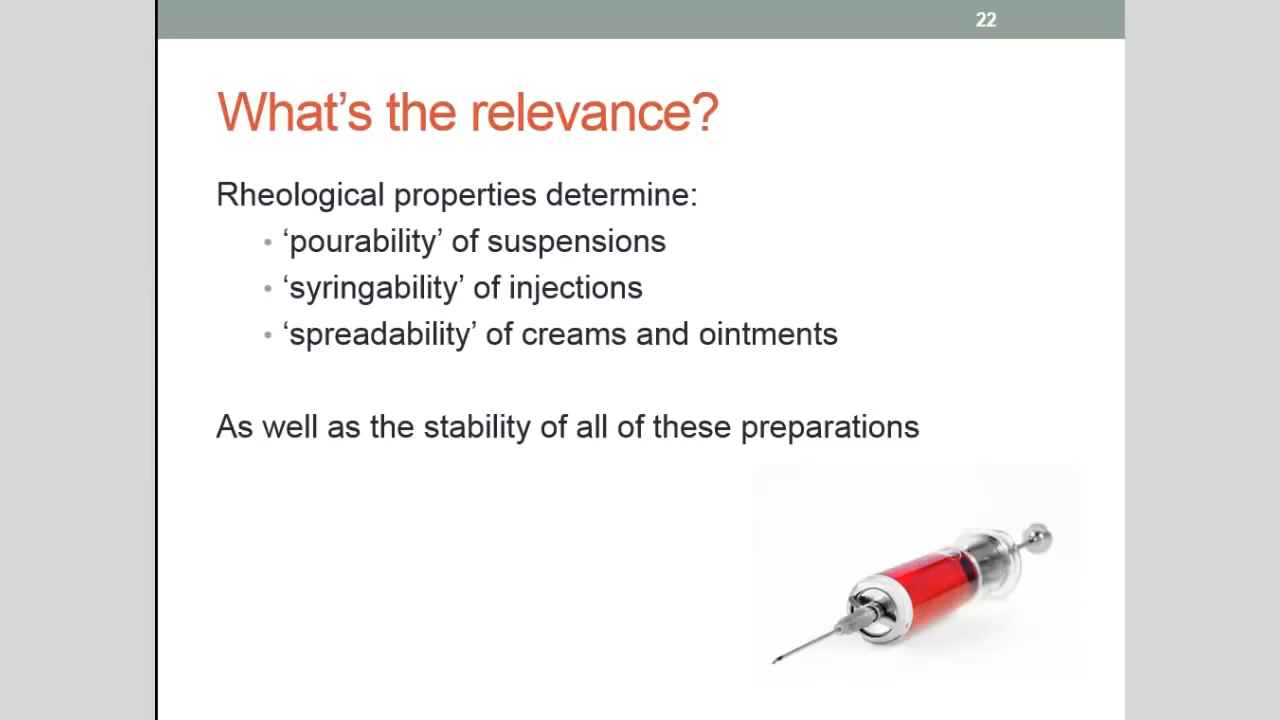 22
What’s the relevance?
Rheological properties determine:
• ‘pourability’ of suspensions
• ‘syringability’ of injections
• ‘spreadability’ of creams and ointments
As well as the stability of all of these preparations